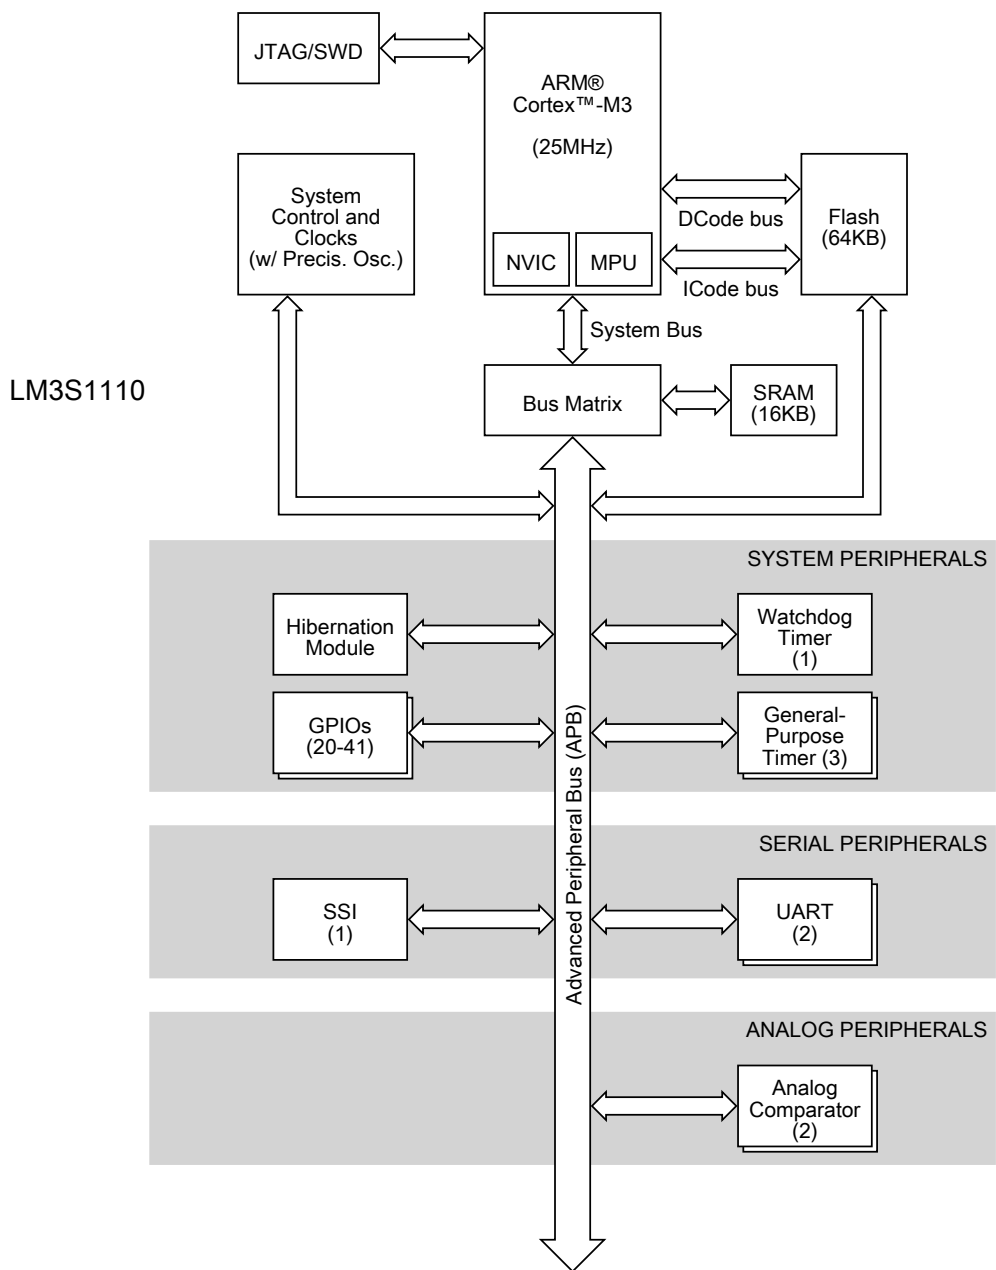 JTAG/SWD
ARM®
Cortex™-M3
(25MHz)
System
Control and
Clocks
(w/ Precis. Osc.)
DCode bus
Flash
(64KB)
NVIC
MPU
ICode bus
System Bus
LM3S1110
Bus Matrix
SRAM
(16KB)
SYSTEM PERIPHERALS
Hibernation
Module
Watchdog
Timer
(1)
GPIOs
(20-41)
General-
Purpose
Timer (3)
Advanced Peripheral Bus (APB)
SERIAL PERIPHERALS
SSI
(1)
UART
(2)
ANALOG PERIPHERALS
Analog
Comparator
(2)